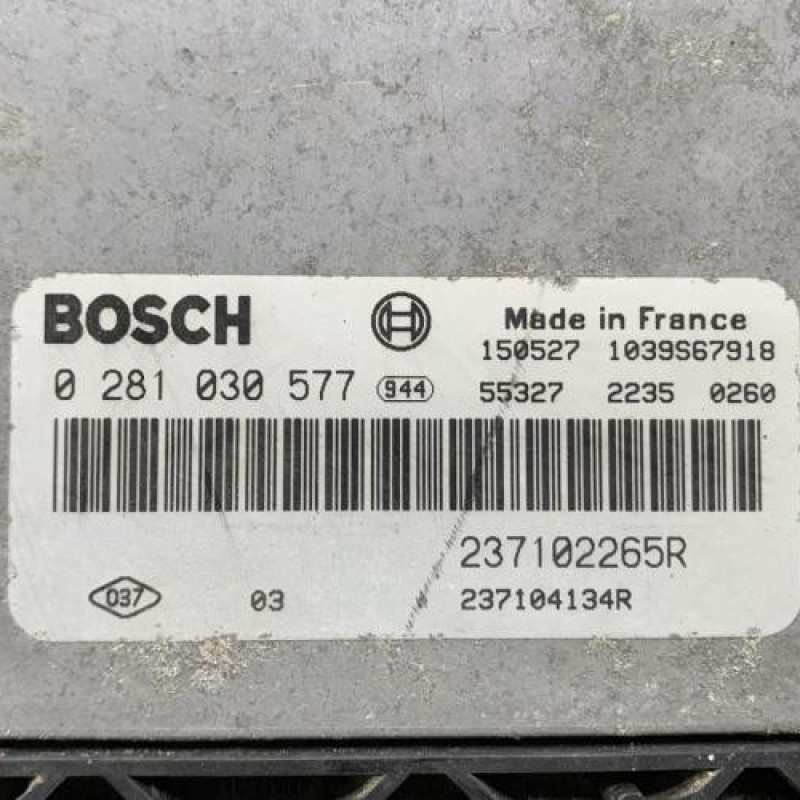 BOSCH
Made in France
150527 1039S67918
0 281 030 577 944 55327 2235 0260
237102265R
037 03 237104134R